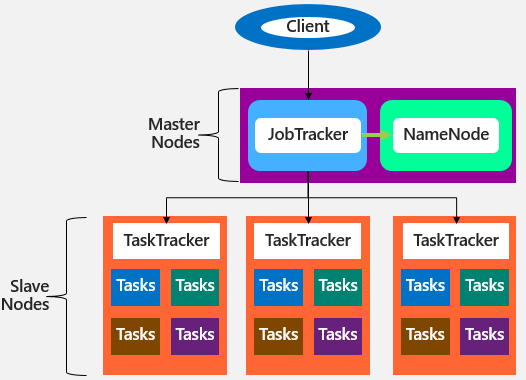 Client
Master
Nodes
JobTracker
NameNode
Slave
Nodes
TaskTracker
TaskTracker
TaskTracker
Tasks Tasks
Tasks Tasks
Tasks Tasks
Tasks Tasks
Tasks Tasks
Tasks Tasks